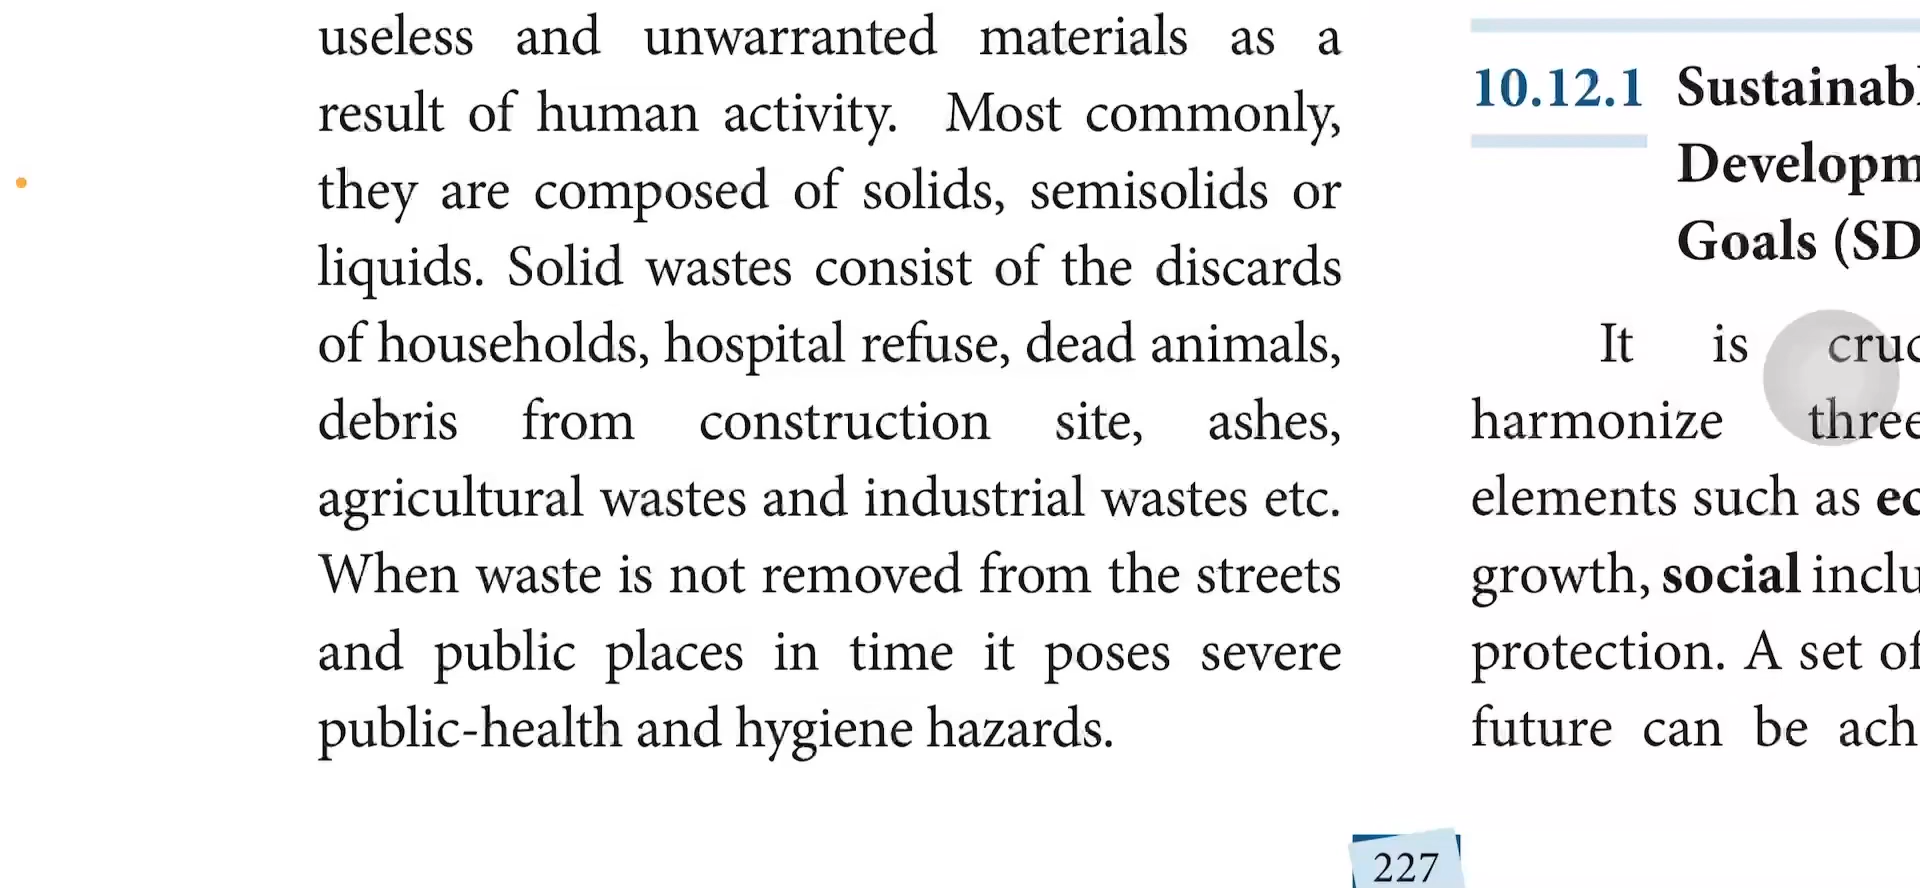 useless and unwarranted materials as a
result of human activity. Most commonly,
they are composed of solids, semisolids or
liquids. Solid wastes consist of the discards
of households, hospital refuse, dead animals,
debris from construction site, ashes,
agricultural wastes and industrial wastes etc.
When waste is not removed from the streets
and public places in time it poses severe
public-health and hygiene hazards.
10.12.1
Goals
It is
harmonize three
elements such as
growth, social
protection. A set of
future can be
227